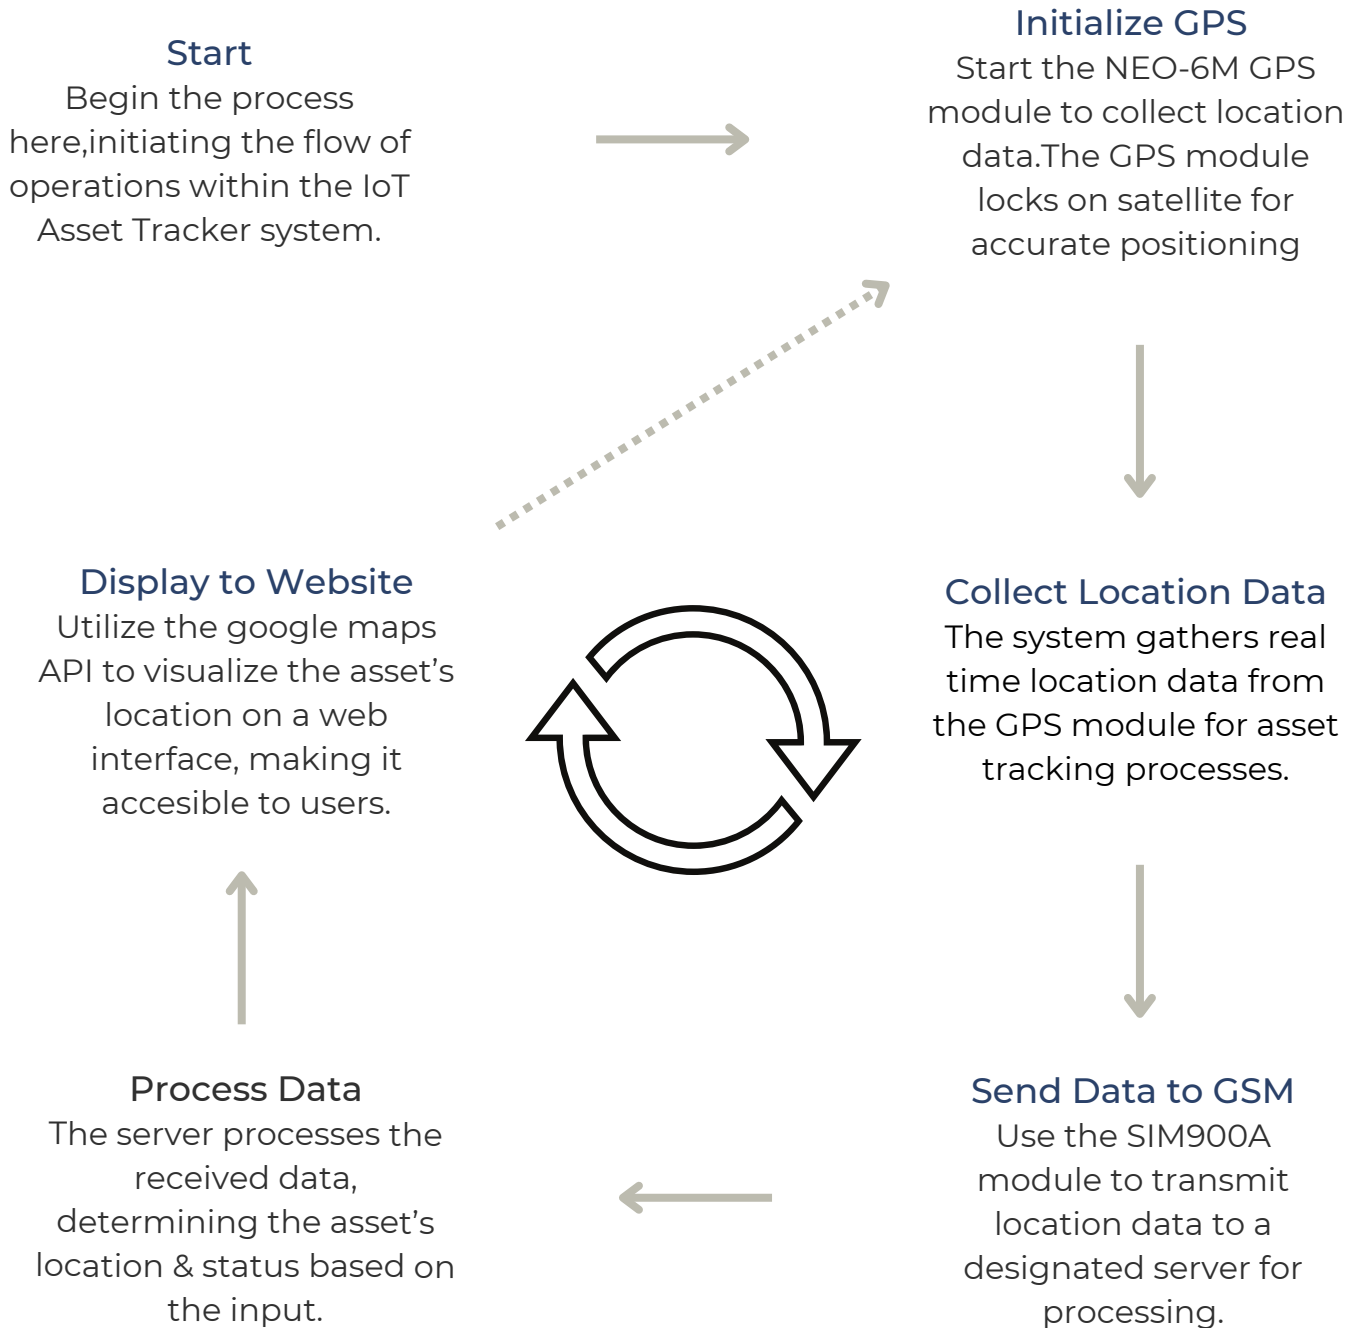 Start
Begin the process
here,initiating the flow of
operations within the IoT
Asset Tracker system.
Initialize GPS
Start the NEO-6M GPS
module to collect location
data.The GPS module
locks on satellite for
accurate positioning
Collect Location Data
The system gathers real
time location data from
the GPS module for asset
tracking processes.
Send Data to GSM
Use the SIM900A
module to transmit
location data to a
designated server for
processing.
Process Data
The server processes the
received data,
determining the asset’s
location & status based on
the input.
Display to Website
Utilize the google maps
API to visualize the asset’s
location on a web
interface, making it
accesible to users.